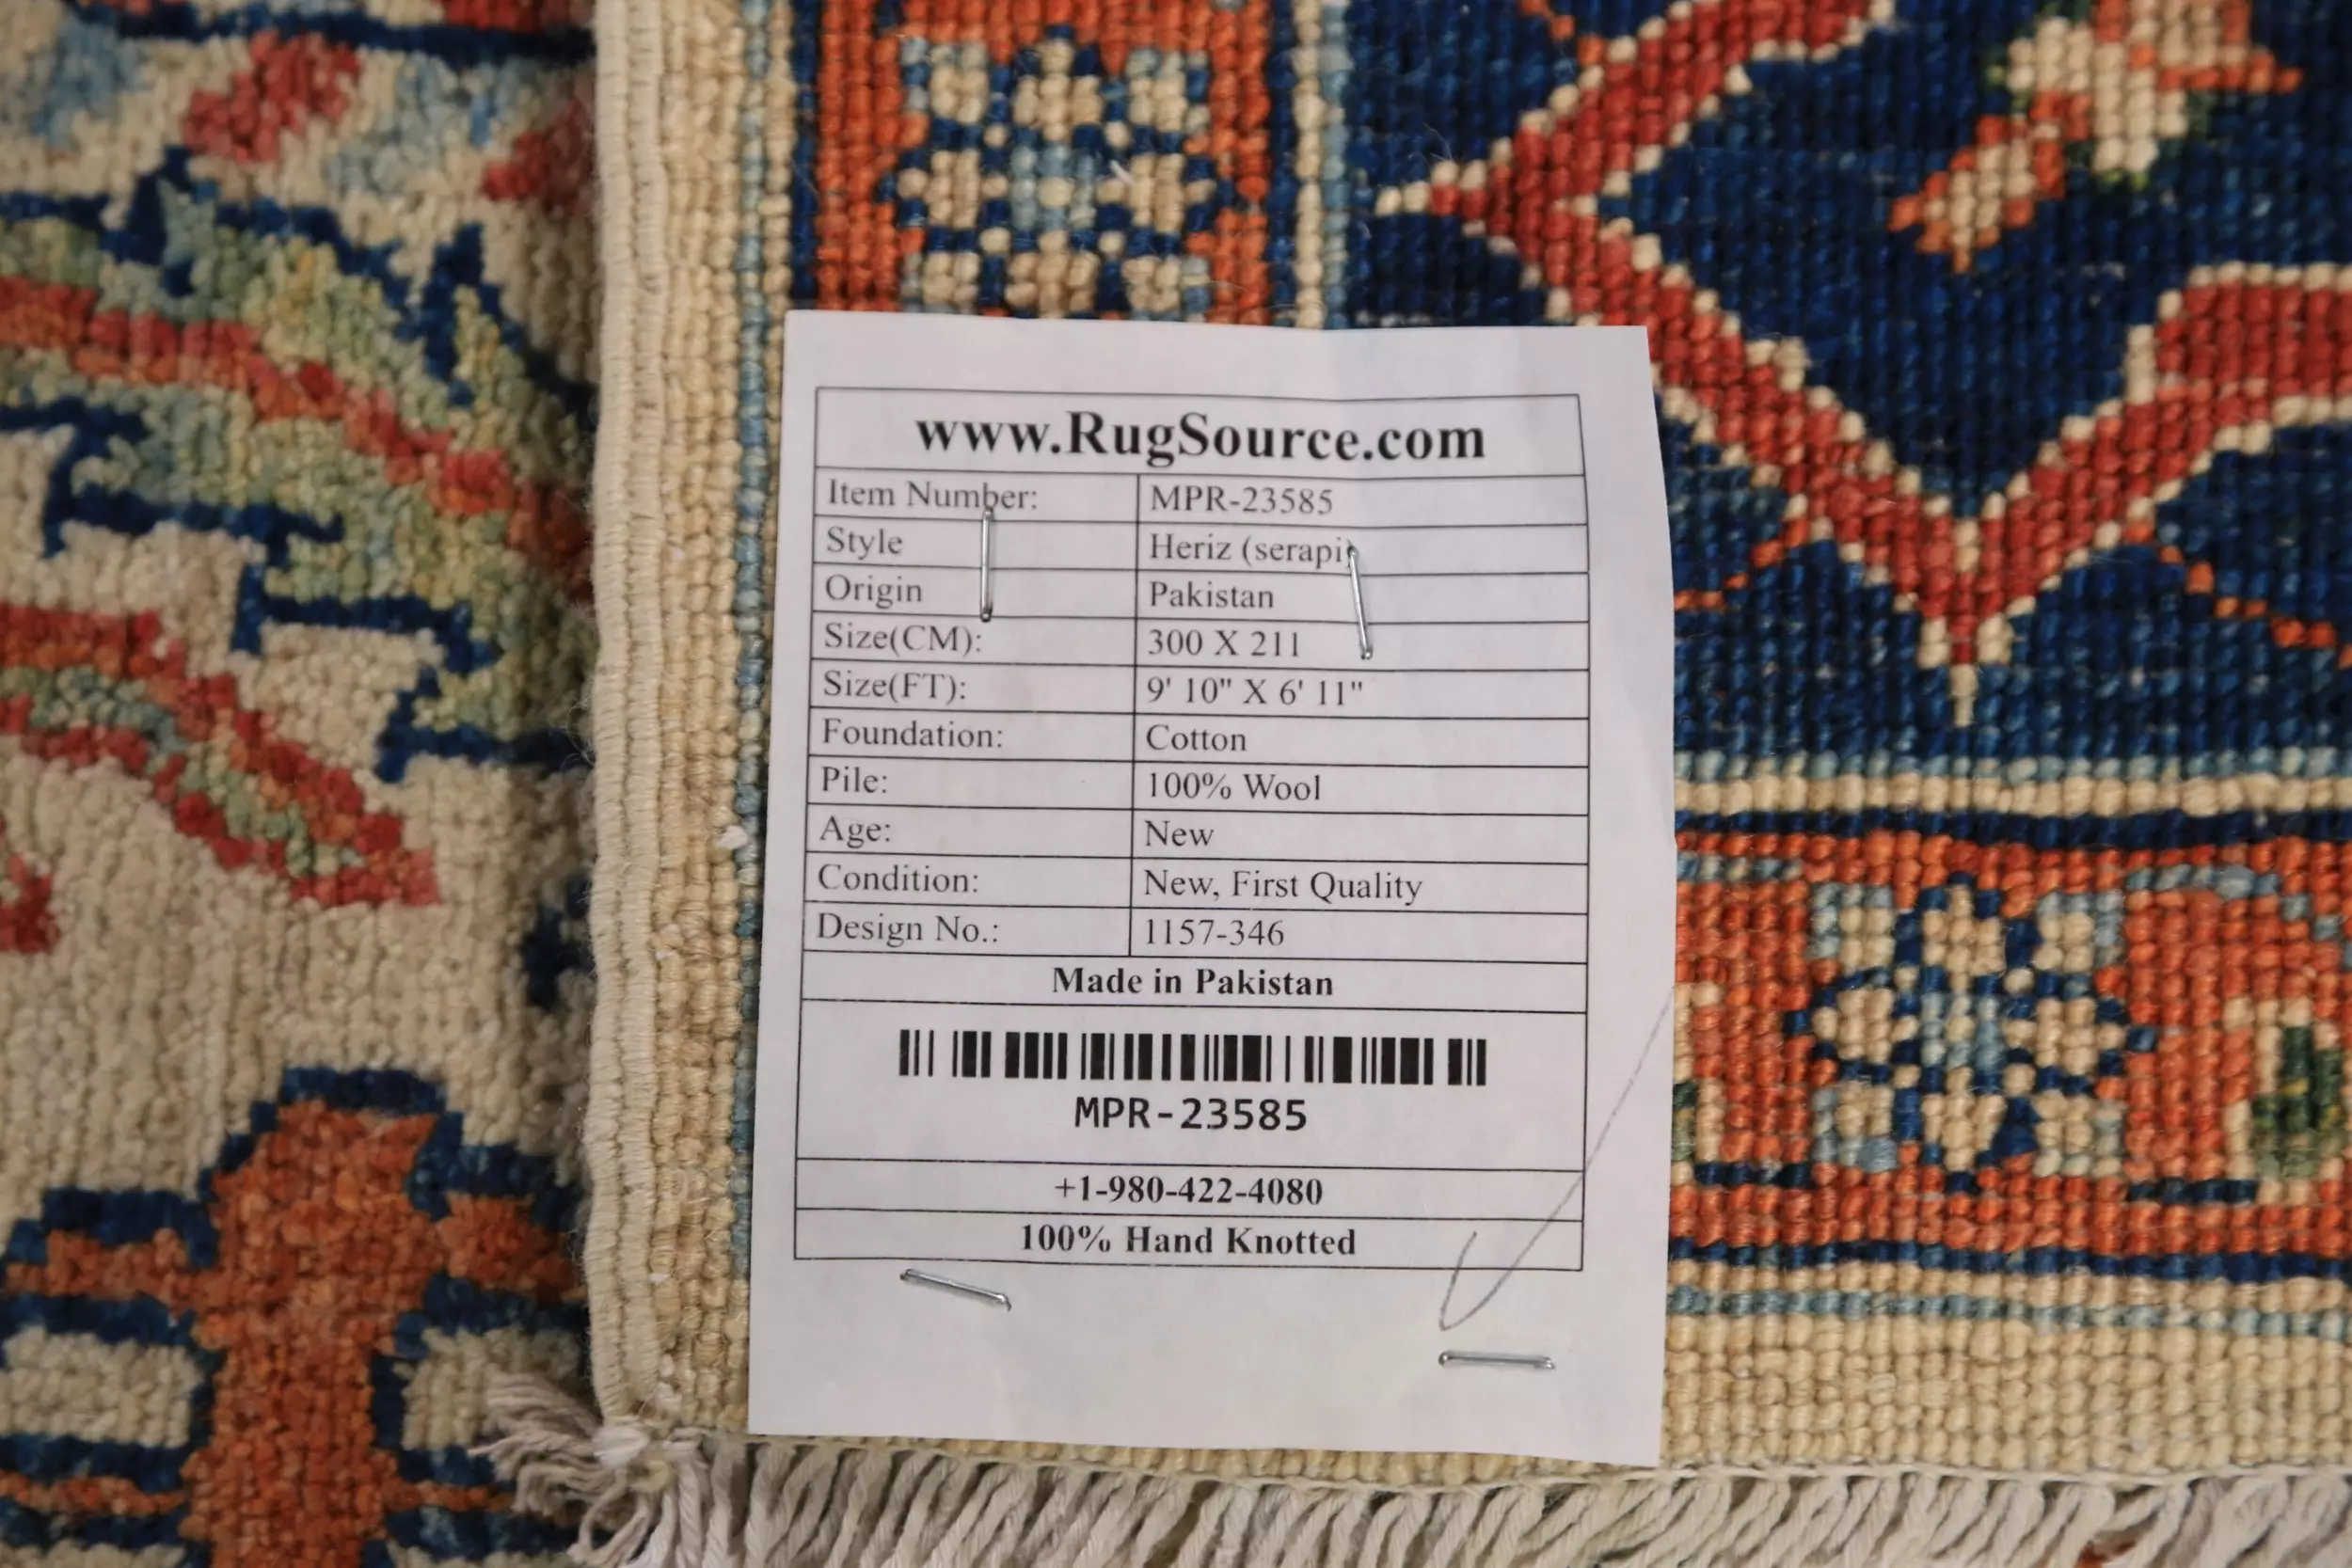 www.RugSource.com
Item Number: MPR-23585
Style Heriz (serapi)
Origin Pakistan
Size(CM): 300 X 211
Size(FT): 9' 10" X 6' 11"
Foundation: Cotton
Pile: 100% Wool
Age: New
Condition: New, First Quality
Design No.: 1157-346
Made in Pakistan
MPR-23585
+1-980-422-4080
100% Hand Knotted